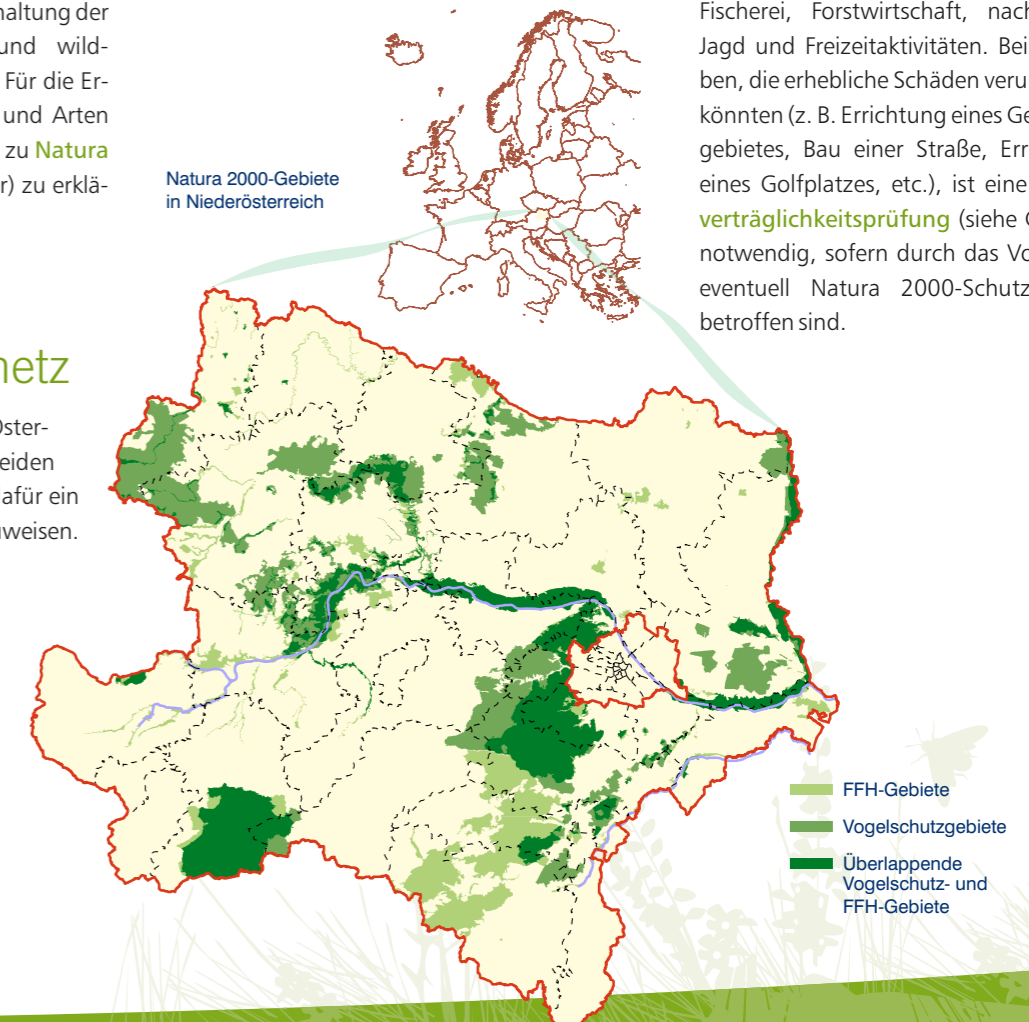 haltung der
und wild-
Für die Er-
und Arten
zu Natura
r) zu erklä-
netz
Öster-
eiden
afür ein
uweisen.
Natura 2000-Gebiete
in Niederösterreich
Fischerei, Forstwirtschaft, nach
Jagd und Freizeitaktivitäten. Bei
ben, die erhebliche Schäden veru
könnten (z. B. Errichtung eines Ge
gebietes, Bau einer Straße, Err
eines Golfplatzes, etc.), ist eine
verträglichkeitsprüfung (siehe
notwendig, sofern durch das Vo
eventuell Natura 2000-Schutz
betroffen sind.
FFH-Gebiete
Vogelschutzgebiete
Überlappende
Vogelschutz- und
FFH-Gebiete